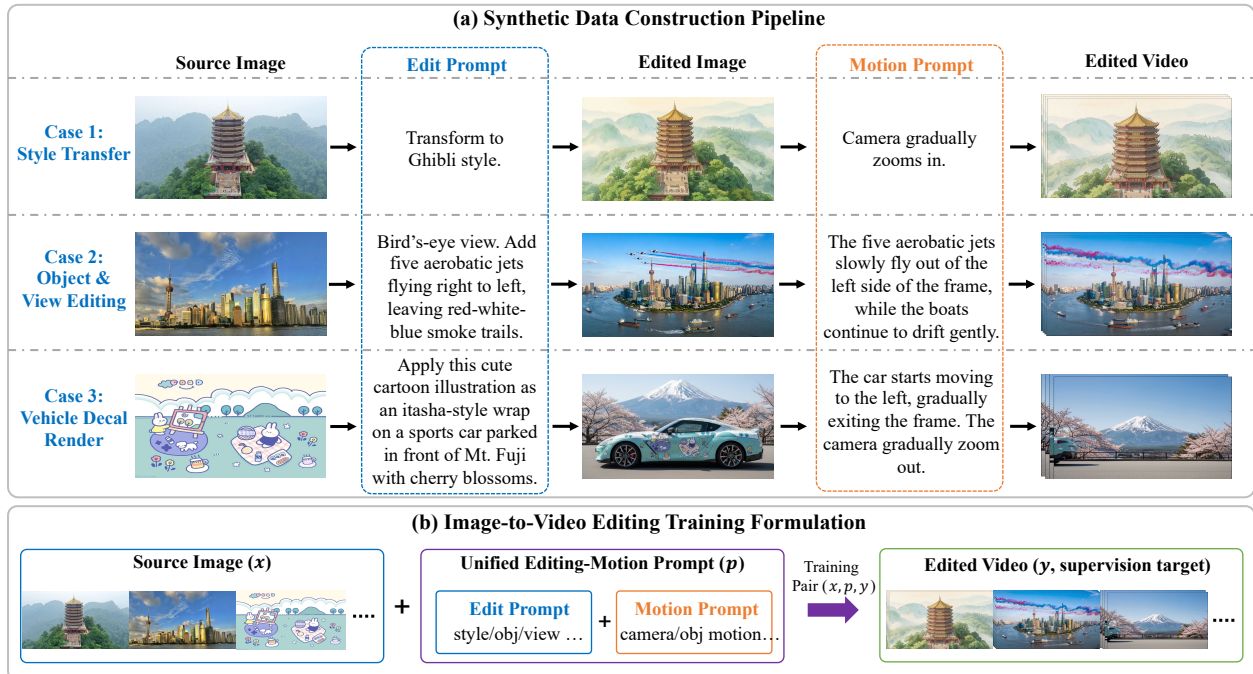 (a) Synthetic Data Construction Pipeline
Source Image
Edit Prompt
Edited Image
Motion Prompt
Edited Video
Case 1:
Style Transfer
Transform to
Ghibli style.
Camera gradually
zooms in.
Case 2:
Object &
View Editing
Bird’s-eye view. Add
five aerobatic jets
flying right to left,
leaving red-white-
blue smoke trails.
The five aerobatic jets
slowly fly out of the
left side of the frame,
while the boats
continue to drift gently.
Case 3:
Vehicle Decal
Render
Apply this cute
cartoon illustration as
an itasha-style wrap
on a sports car parked
in front of Mt. Fuji
with cherry blossoms.
The car starts moving
to the left, gradually
exiting the frame. The
camera gradually zoom
out.
(b) Image-to-Video Editing Training Formulation
Source Image (x)
....
+
Unified Editing-Motion Prompt (p)
Edit Prompt
style/obj/view …
+
Motion Prompt
camera/obj motion…
Training
Pair (x, p, y)
Edited Video (y, supervision target)
....